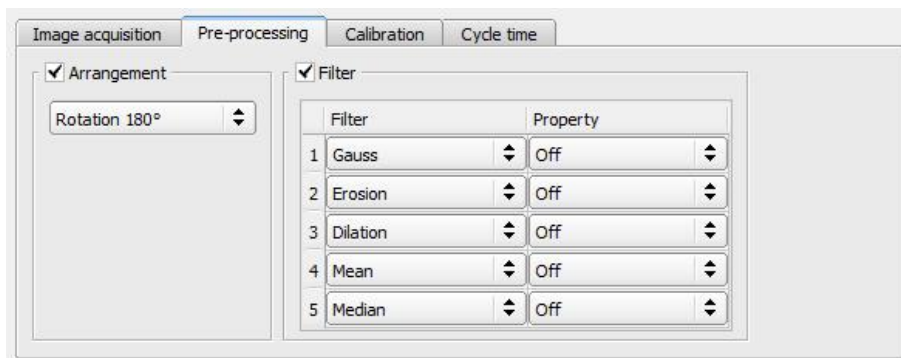 Image acquisition Pre-processing Calibration Cycle time
Arrangement Filter
Rotation 180°
Filter Property
1 Gauss Off
2 Erosion Off
3 Dilation Off
4 Mean Off
5 Median Off